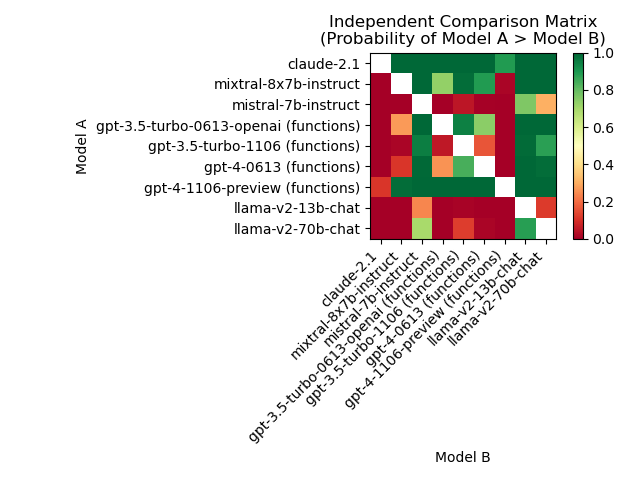 Independent Comparison Matrix
(Probability of Model A > Model B)
Model A
claude-2.1
mixtral-8x7b-instruct
mistral-7b-instruct
gpt-3.5-turbo-0613-openai (functions)
gpt-3.5-turbo-1106 (functions)
gpt-4-0613 (functions)
gpt-4-1106-preview (functions)
llama-v2-13b-chat
llama-v2-70b-chat
1.0
0.8
0.6
0.4
0.2
0.0
claude-2.1
mixtral-8x7b-instruct
mistral-7b-instruct
gpt-3.5-turbo-0613-openai (functions)
gpt-3.5-turbo-1106 (functions)
gpt-4-0613 (functions)
gpt-4-1106-preview (functions)
llama-v2-13b-chat
llama-v2-70b-chat
Model B